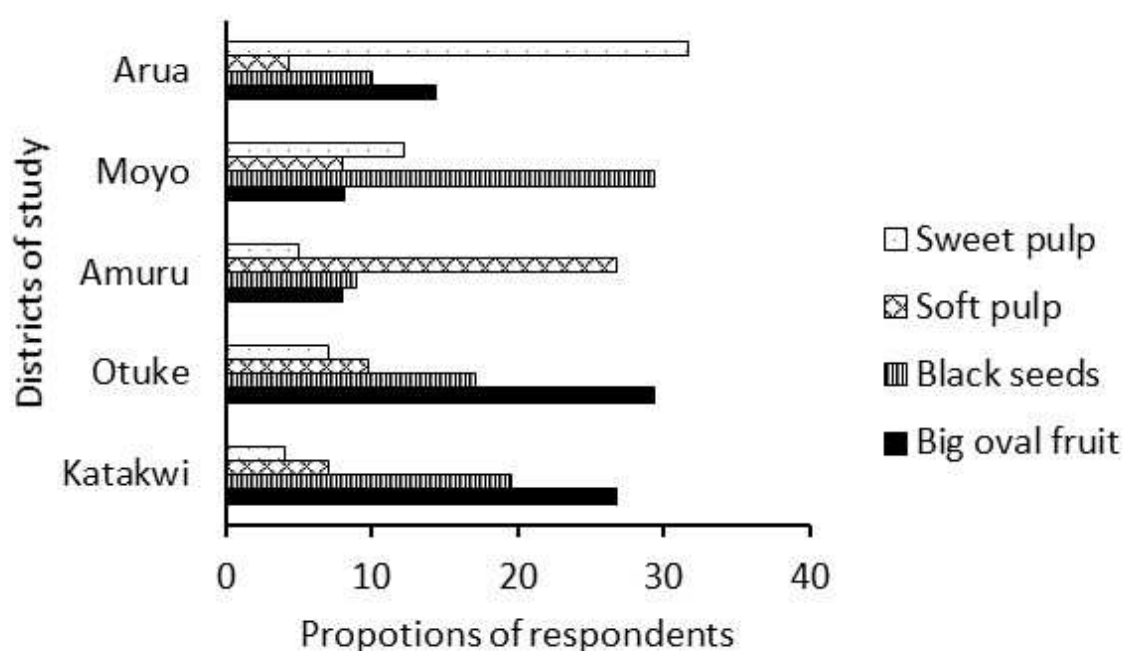 Districts of study
Arua
Moyo
Amuru
Otuke
Katakwi
0 10 20 30 40
Propotions of respondents
Sweet pulp
Soft pulp
Black seeds
Big oval fruit